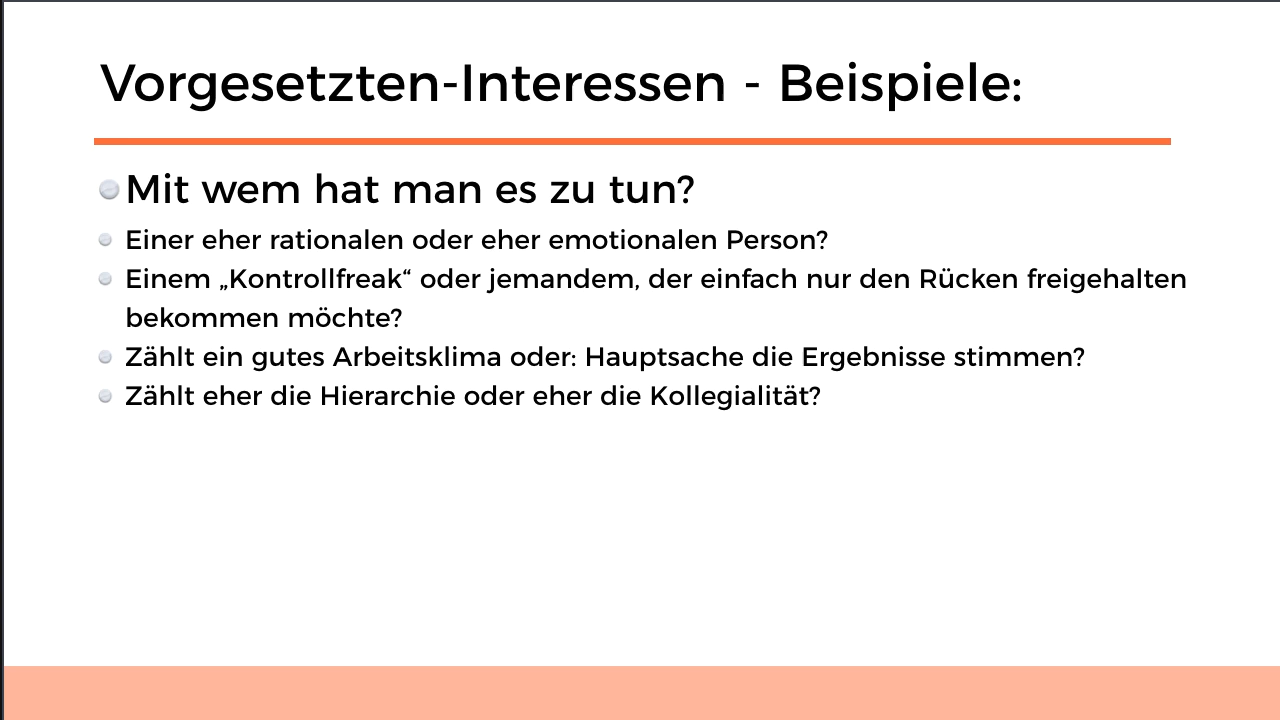 Vorgesetzten-Interessen - Beispiele:
Mit wem hat man es zu tun?
Einer eher rationalen oder eher emotionalen Person?
Einem „Kontrollfreak“ oder jemandem, der einfach nur den Rücken freigehalten
bekommen möchte?
Zählt ein gutes Arbeitsklima oder: Hauptsache die Ergebnisse stimmen?
Zählt eher die Hierarchie oder eher die Kollegialität?